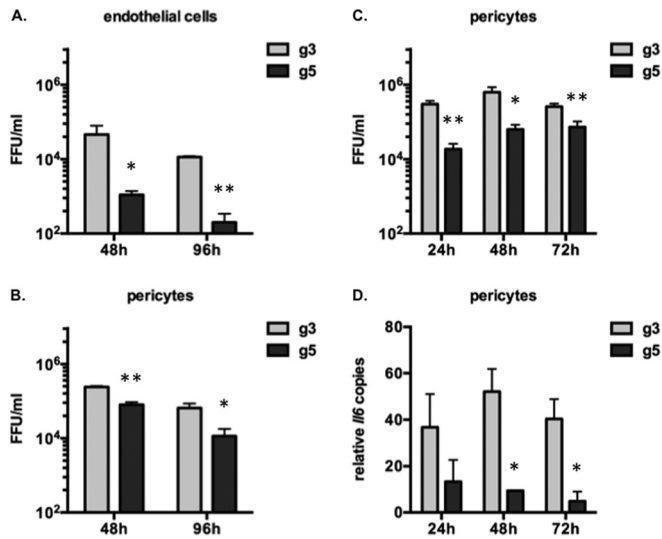 A.
endothelial cells
g3
g5
FFU/ml
10⁶
10⁴
10²
*
**
48h
96h
B.
pericytes
g3
g5
FFU/ml
10⁶
10⁴
10²
**
*
48h
96h
C.
pericytes
g3
g5
FFU/ml
10⁶
10⁴
10²
**
*
**
24h
48h
72h
D.
pericytes
g3
g5
relative Il6 copies
80
60
40
20
0
*
*
24h
48h
72h